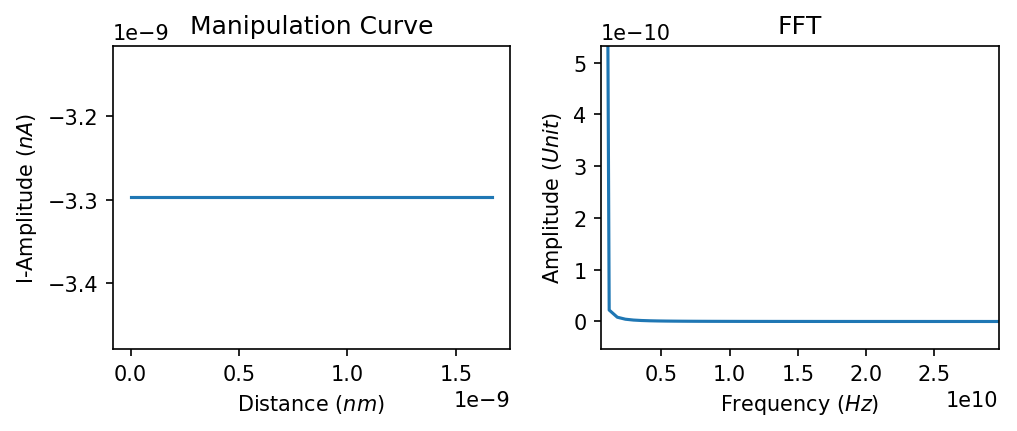 Manipulation Curve
1e−9
I-Amplitude (nA)
−3.2
−3.3
−3.4
0.0 0.5 1.0 1.5
1e−9
Distance (nm)
FFT
1e−10
Amplitude (Unit)
5
4
3
2
1
0
0.5 1.0 1.5 2.0 2.5
1e10
Frequency (Hz)